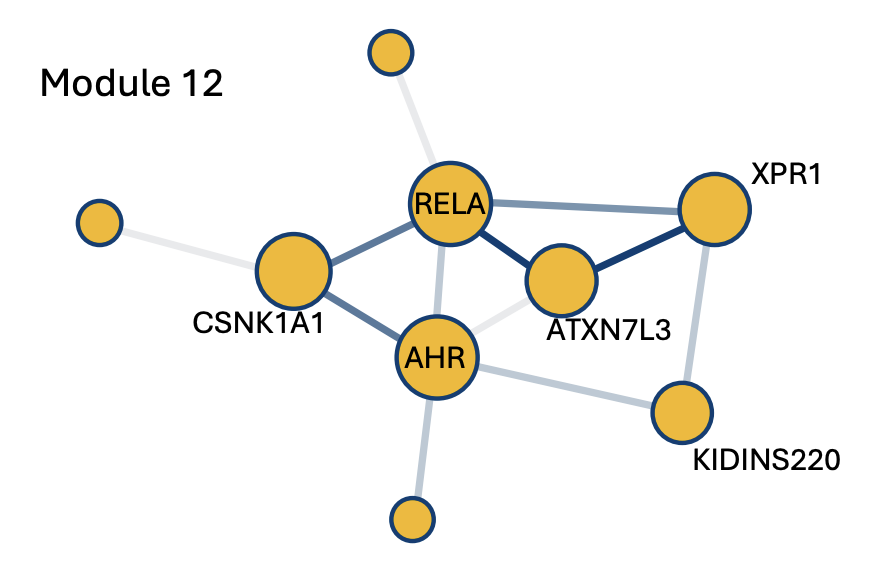 Module 12
XPR1
RELA
CSNK1A1
ATXN7L3
AHR
KIDINS220